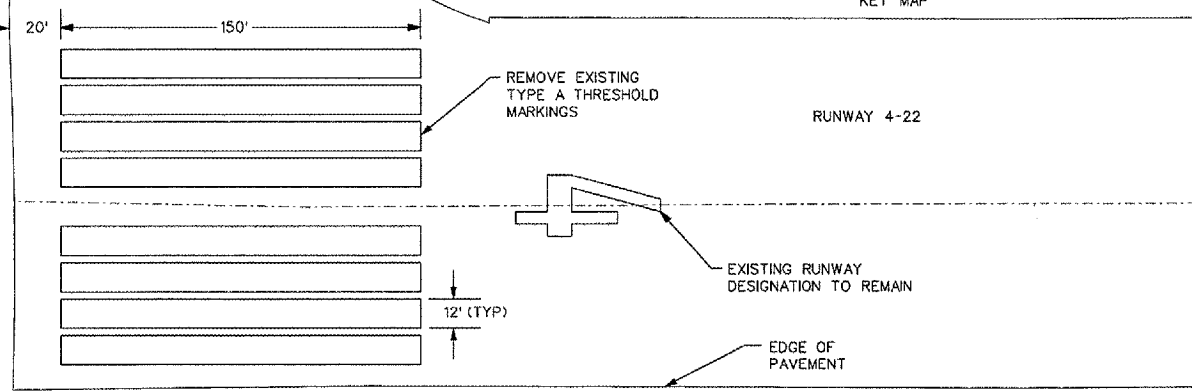 KEY MAP
20'
150'
REMOVE EXISTING
TYPE A THRESHOLD
MARKINGS
RUNWAY 4-22
4
EXISTING RUNWAY
DESIGNATION TO REMAIN
12' (TYP)
EDGE OF
PAVEMENT